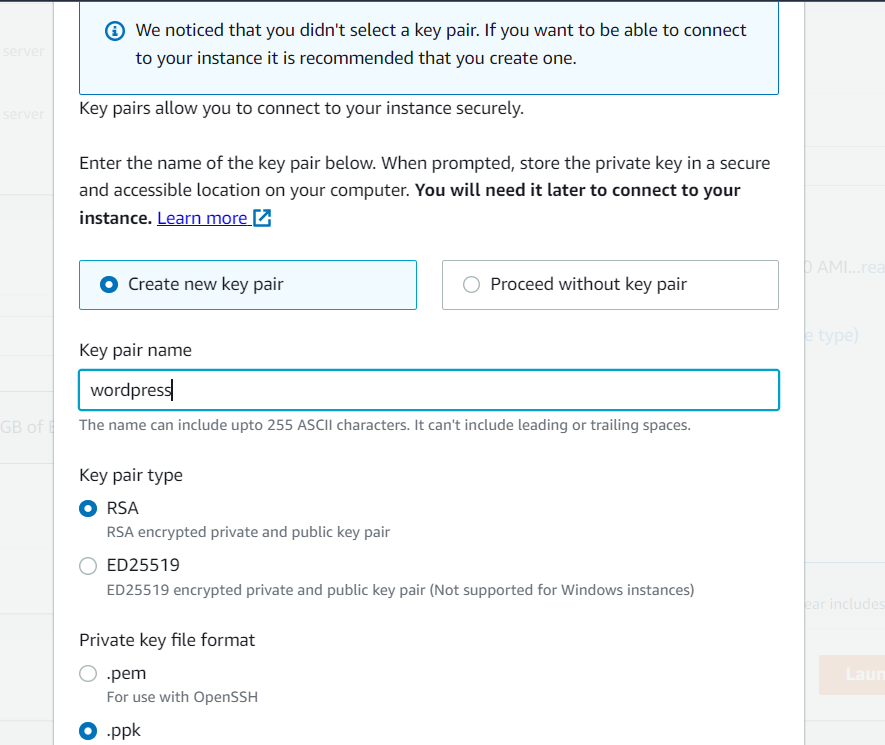 We noticed that you didn't select a key pair. If you want to be able to connect
to your instance it is recommended that you create one.
Key pairs allow you to connect to your instance securely.
Enter the name of the key pair below. When prompted, store the private key in a secure
and accessible location on your computer. You will need it later to connect to your
instance. Learn more
Create new key pair
Proceed without key pair
Key pair name
wordpress
The name can include upto 255 ASCII characters. It can't include leading or trailing spaces.
Key pair type
RSA
RSA encrypted private and public key pair
ED25519
ED25519 encrypted private and public key pair (Not supported for Windows instances)
Private key file format
.pem
For use with OpenSSH
.ppk
server
server
GB of
0 AMI...rea
e type)
ear includes
Laun